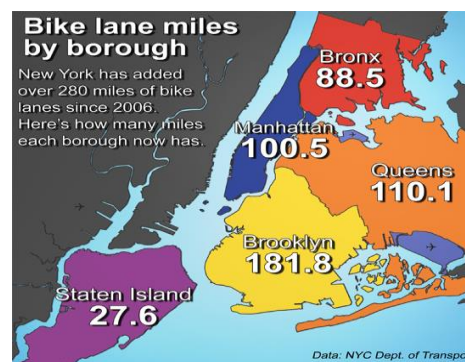 Bike lane miles
by borough
New York has added
over 280 miles of bike
lanes since 2006.
Here's how many miles
each borough now has.
Bronx
88.5
Manhattan
100.5
Queens
110.1
Brooklyn
181.8
Staten Island
27.6
Data: NYC Dept. of Transpo